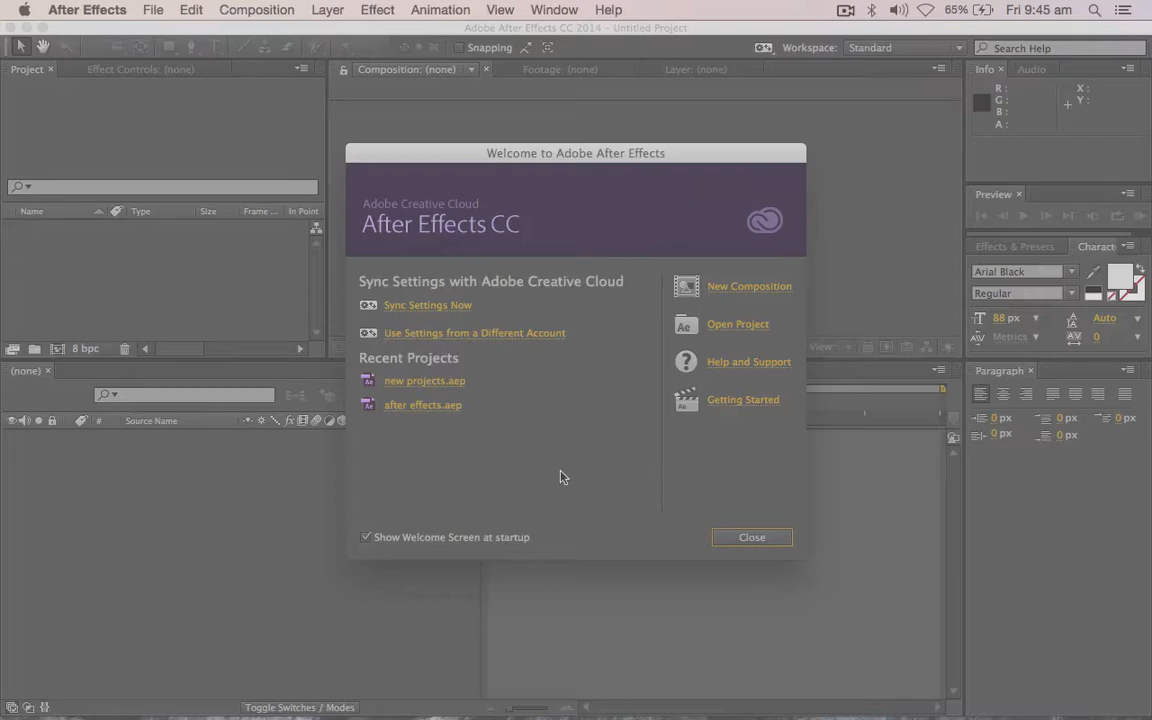 After Effects File Edit Composition Layer Effect Animation View Window Help 65% Fri 9:45 am
Adobe After Effects CC 2014 - Untitled Project
Snapping Workspace: Standard Search Help
Project Effect Controls: (none) Composition: (none) Footage: (none) Layer: (none) Info Audio
R: X:
G: Y:
B:
A:
Welcome to Adobe After Effects
Preview
Name Type Size Frame ... In Point
Adobe Creative Cloud
After Effects CC
Effects & Presets Charact
Arial Black
Regular
Sync Settings with Adobe Creative Cloud
Sync Settings Now
Use Settings from a Different Account
Recent Projects
new projects.aep
after effects.aep
New Composition
Open Project
Help and Support
Getting Started
88 px Auto
Metrics 0
8 bpc View
(none) Paragraph
# Source Name
0 px 0 px 0 px
0 px 0 px
Show Welcome Screen at startup Close
Toggle Switches / Modes